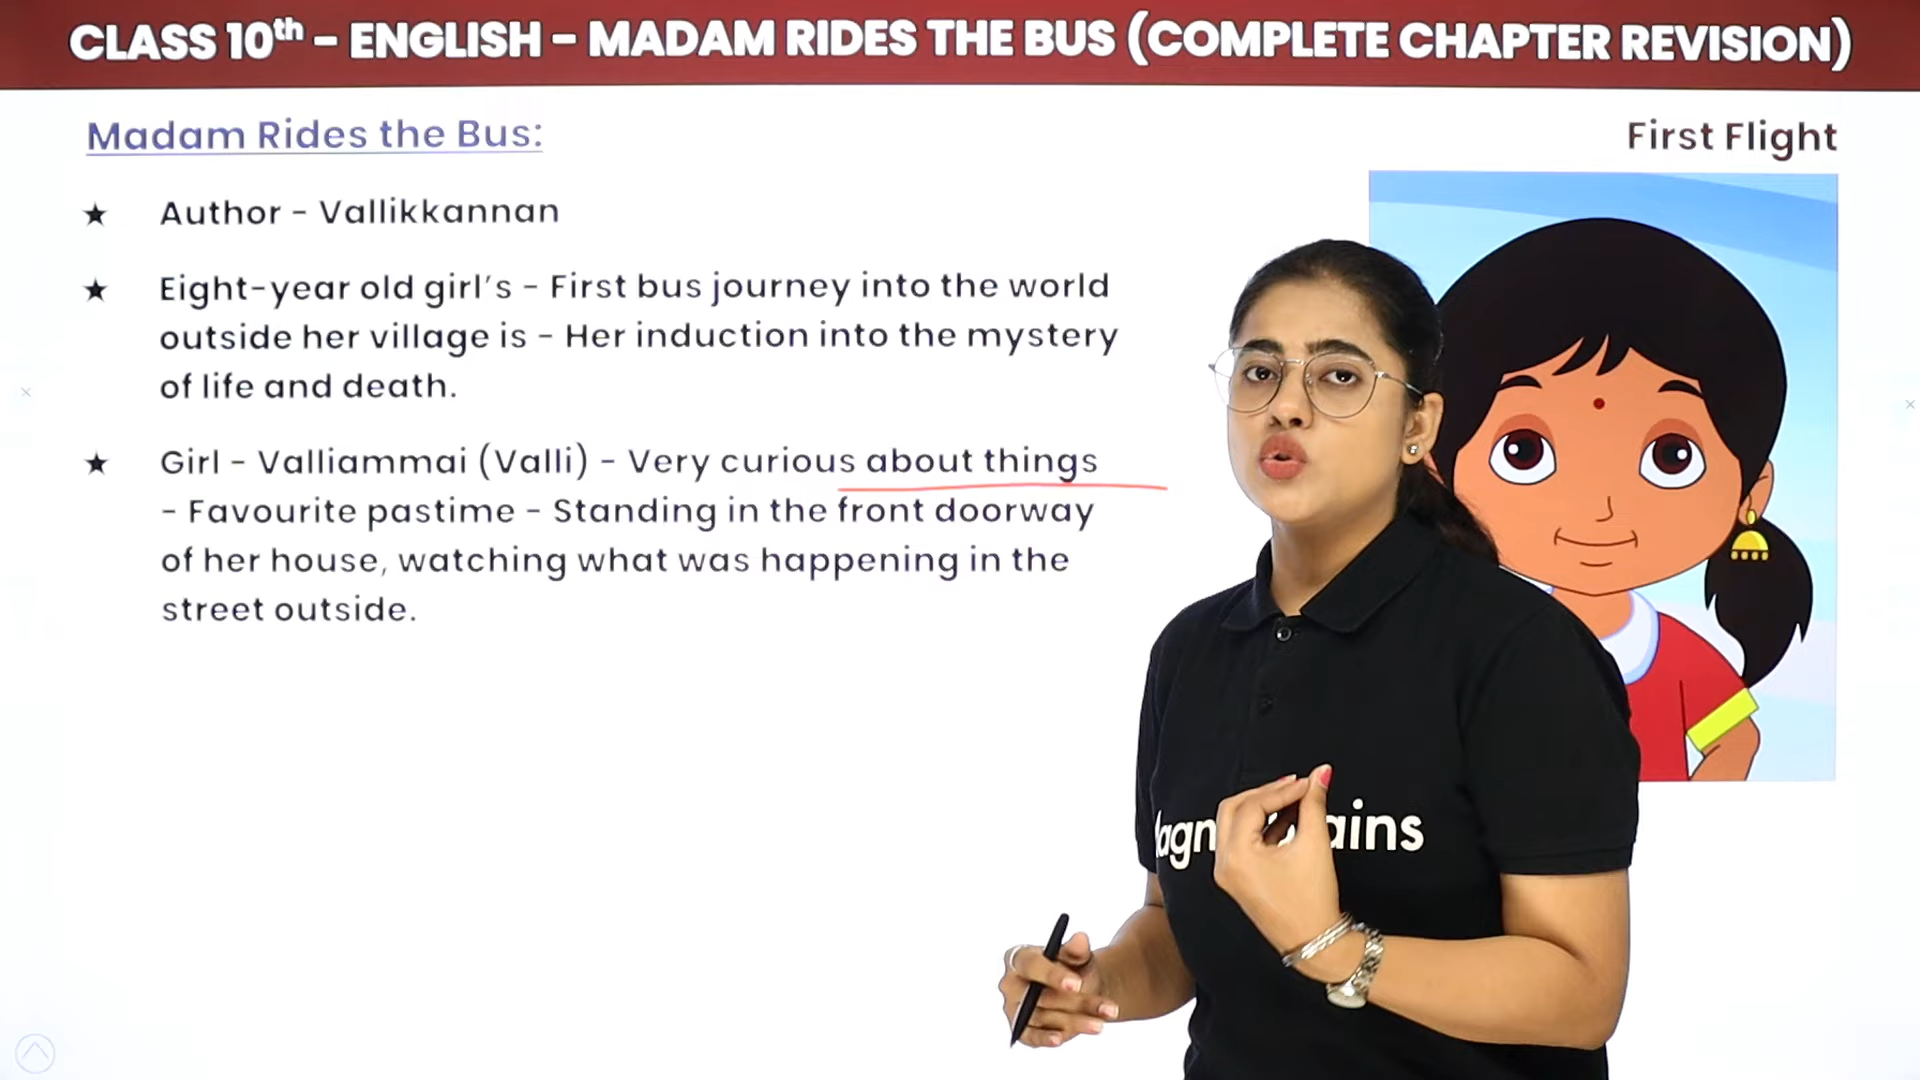 CLASS 10th - ENGLISH - MADAM RIDES THE BUS (COMPLETE CHAPTER REVISION)
Madam Rides the Bus:
First Flight
★ Author - Vallikkannan
★ Eight-year old girl's - First bus journey into the world
outside her village is - Her induction into the mystery
of life and death.
★ Girl - Valliammai (Valli) - Very curious about things
- Favourite pastime - Standing in the front doorway
of her house, watching what was happening in the
street outside.